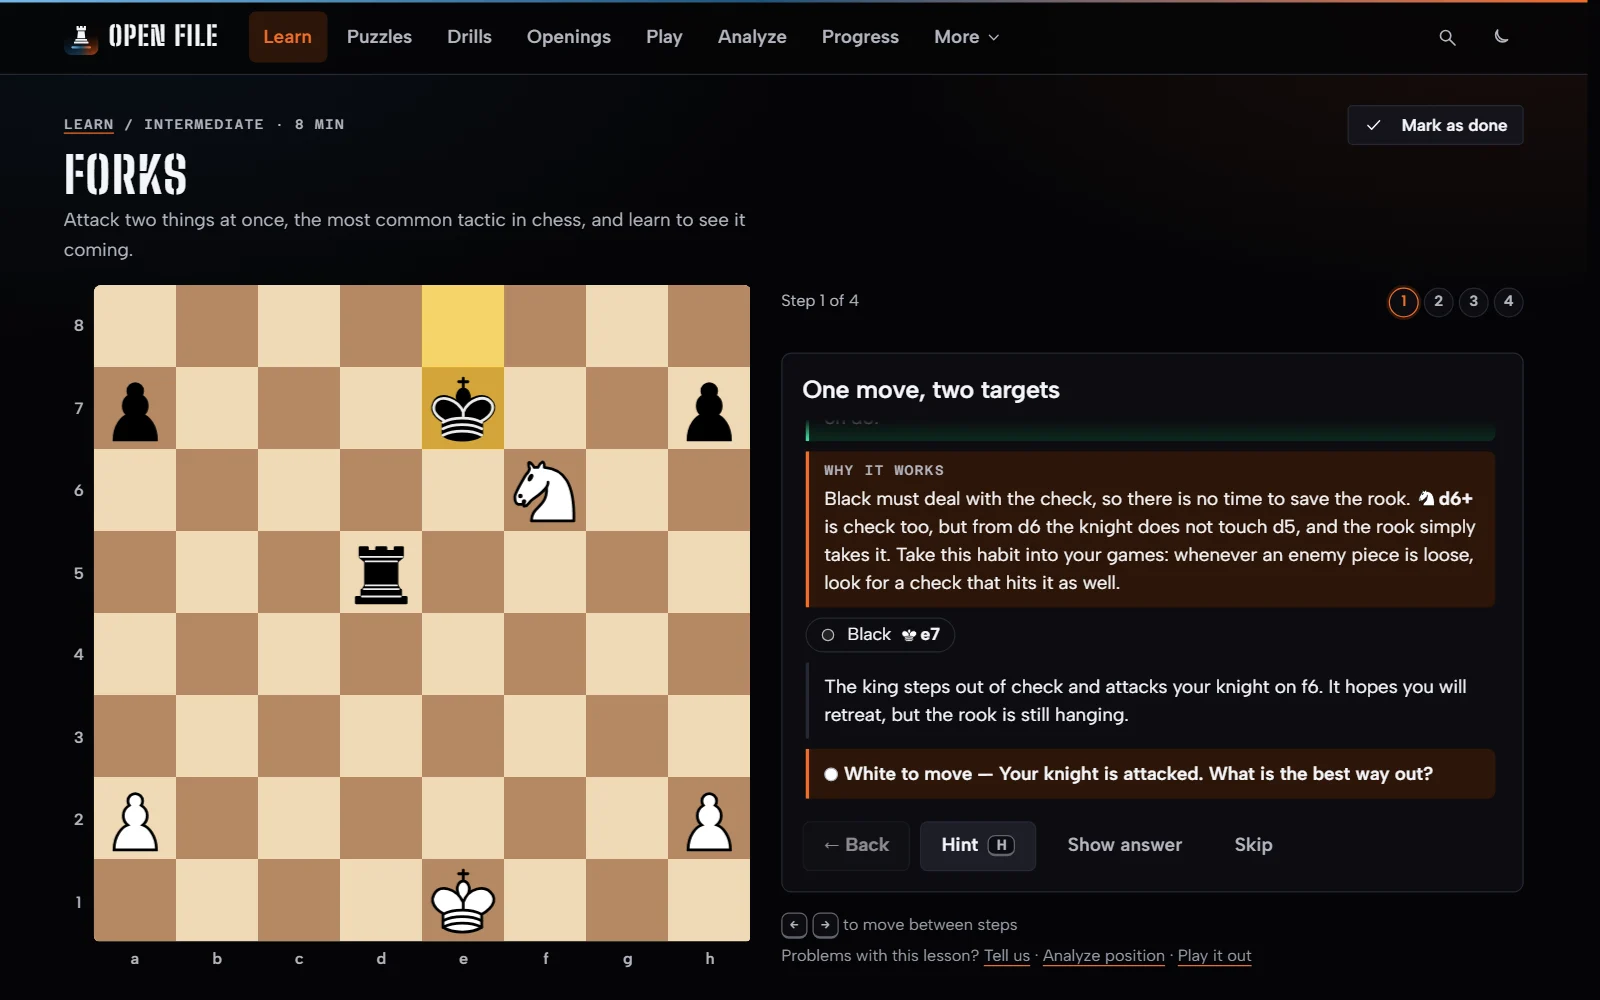 OPEN FILE
Learn
Puzzles
Drills
Openings
Play
Analyze
Progress
More
LEARN / INTERMEDIATE · 8 MIN
Mark as done
FORKS
Attack two things at once, the most common tactic in chess, and learn to see it
coming.
8
7
6
5
4
3
2
1
a b c d e f g h
Step 1 of 4
1 2 3 4
One move, two targets
on d5.
WHY IT WORKS
Black must deal with the check, so there is no time to save the rook. ♞d6+
is check too, but from d6 the knight does not touch d5, and the rook simply
takes it. Take this habit into your games: whenever an enemy piece is loose,
look for a check that hits it as well.
Black ♚e7
The king steps out of check and attacks your knight on f6. It hopes you will
retreat, but the rook is still hanging.
White to move — Your knight is attacked. What is the best way out?
← Back
Hint H
Show answer
Skip
← → to move between steps
Problems with this lesson? Tell us · Analyze position · Play it out